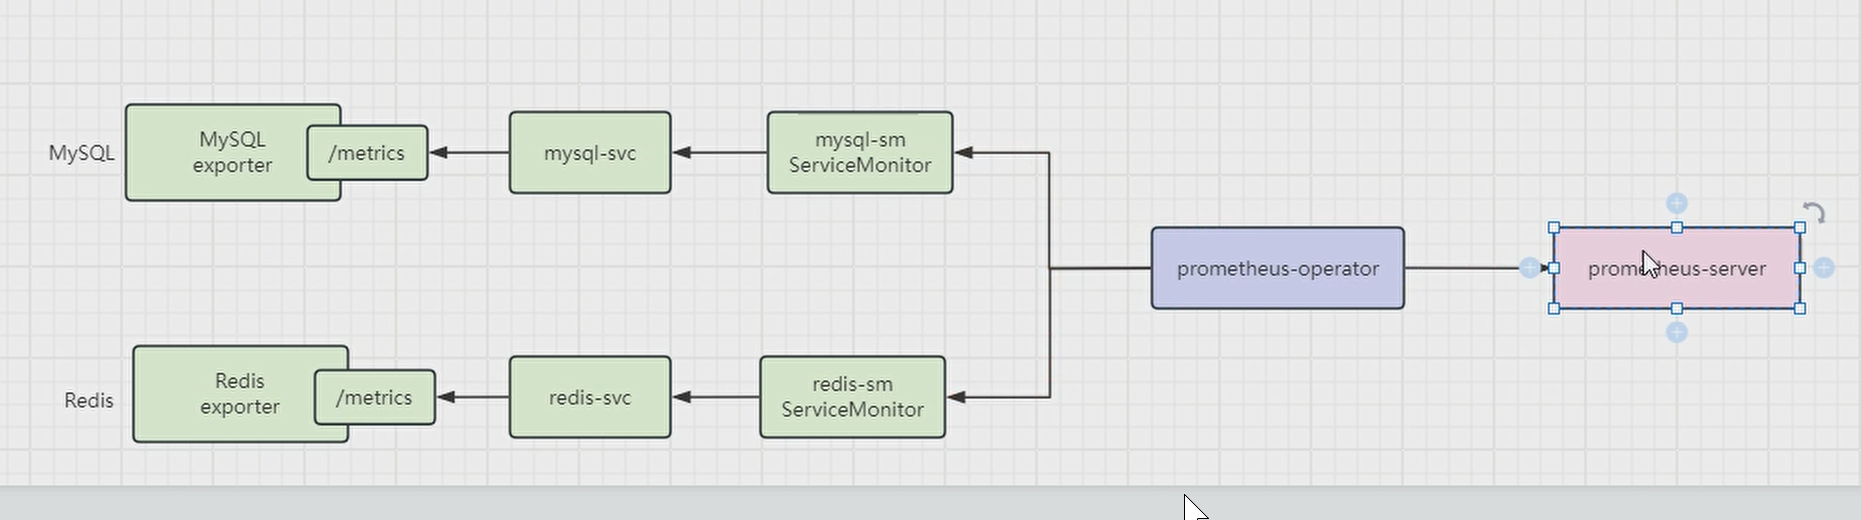 MySQL
MySQL
exporter
/metrics
mysql-svc
mysql-sm
ServiceMonitor
prometheus-operator
prometheus-server
Redis
Redis
exporter
/metrics
redis-svc
redis-sm
ServiceMonitor